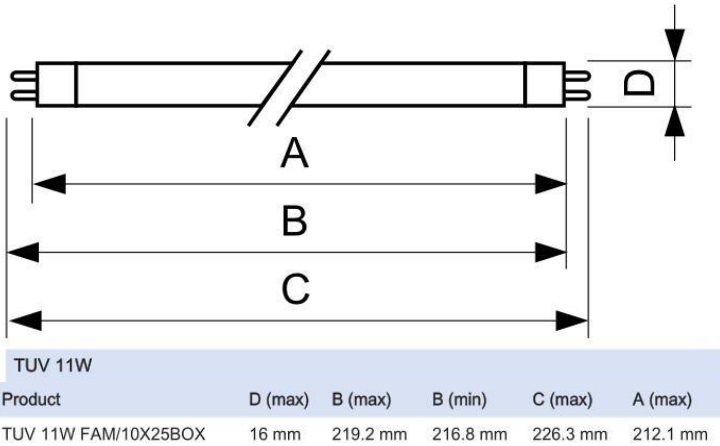 D
A
B
C
TUV 11W
Product D (max) B (max) B (min) C (max) A (max)
TUV 11W FAM/10X25BOX 16 mm 219.2 mm 216.8 mm 226.3 mm 212.1 mm